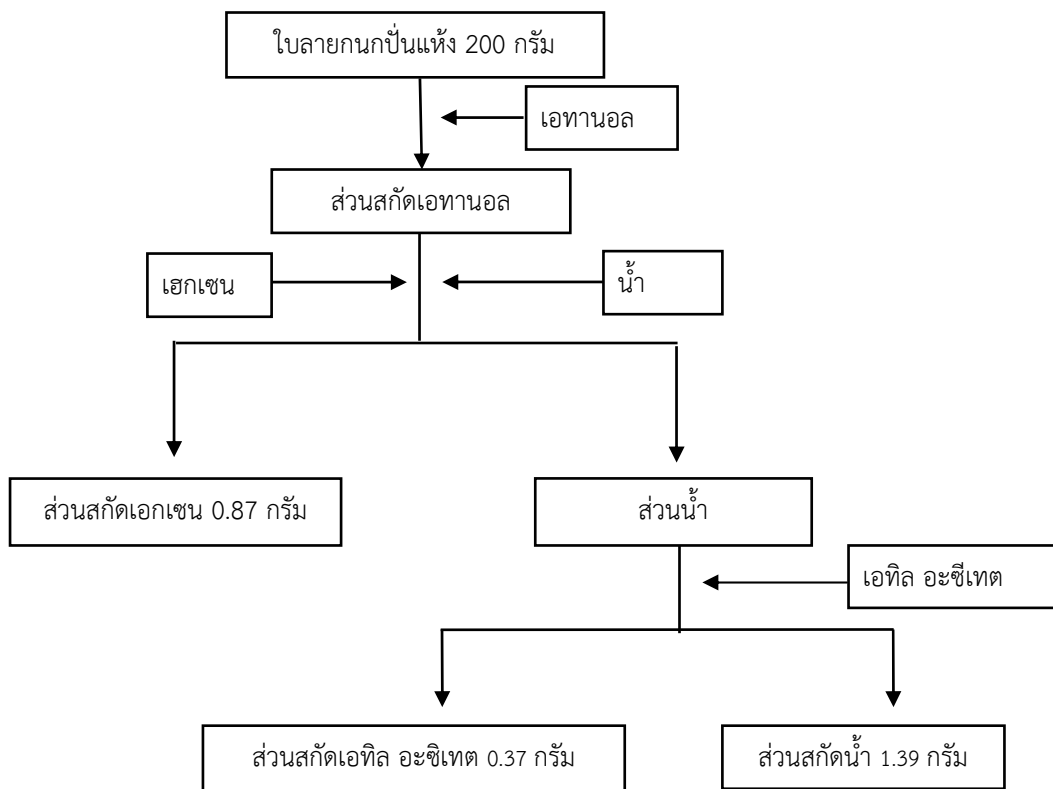 ใบลายกนกปั่นแห้ง 200 กรัม
เอทานอล
ส่วนสกัดเอทานอล
เฮกเซน
น้ำ
ส่วนสกัดเอกเซน 0.87 กรัม
ส่วนน้ำ
เอทิล อะซีเทต
ส่วนสกัดเอทิล อะซิเทต 0.37 กรัม
ส่วนสกัดน้ำ 1.39 กรัม